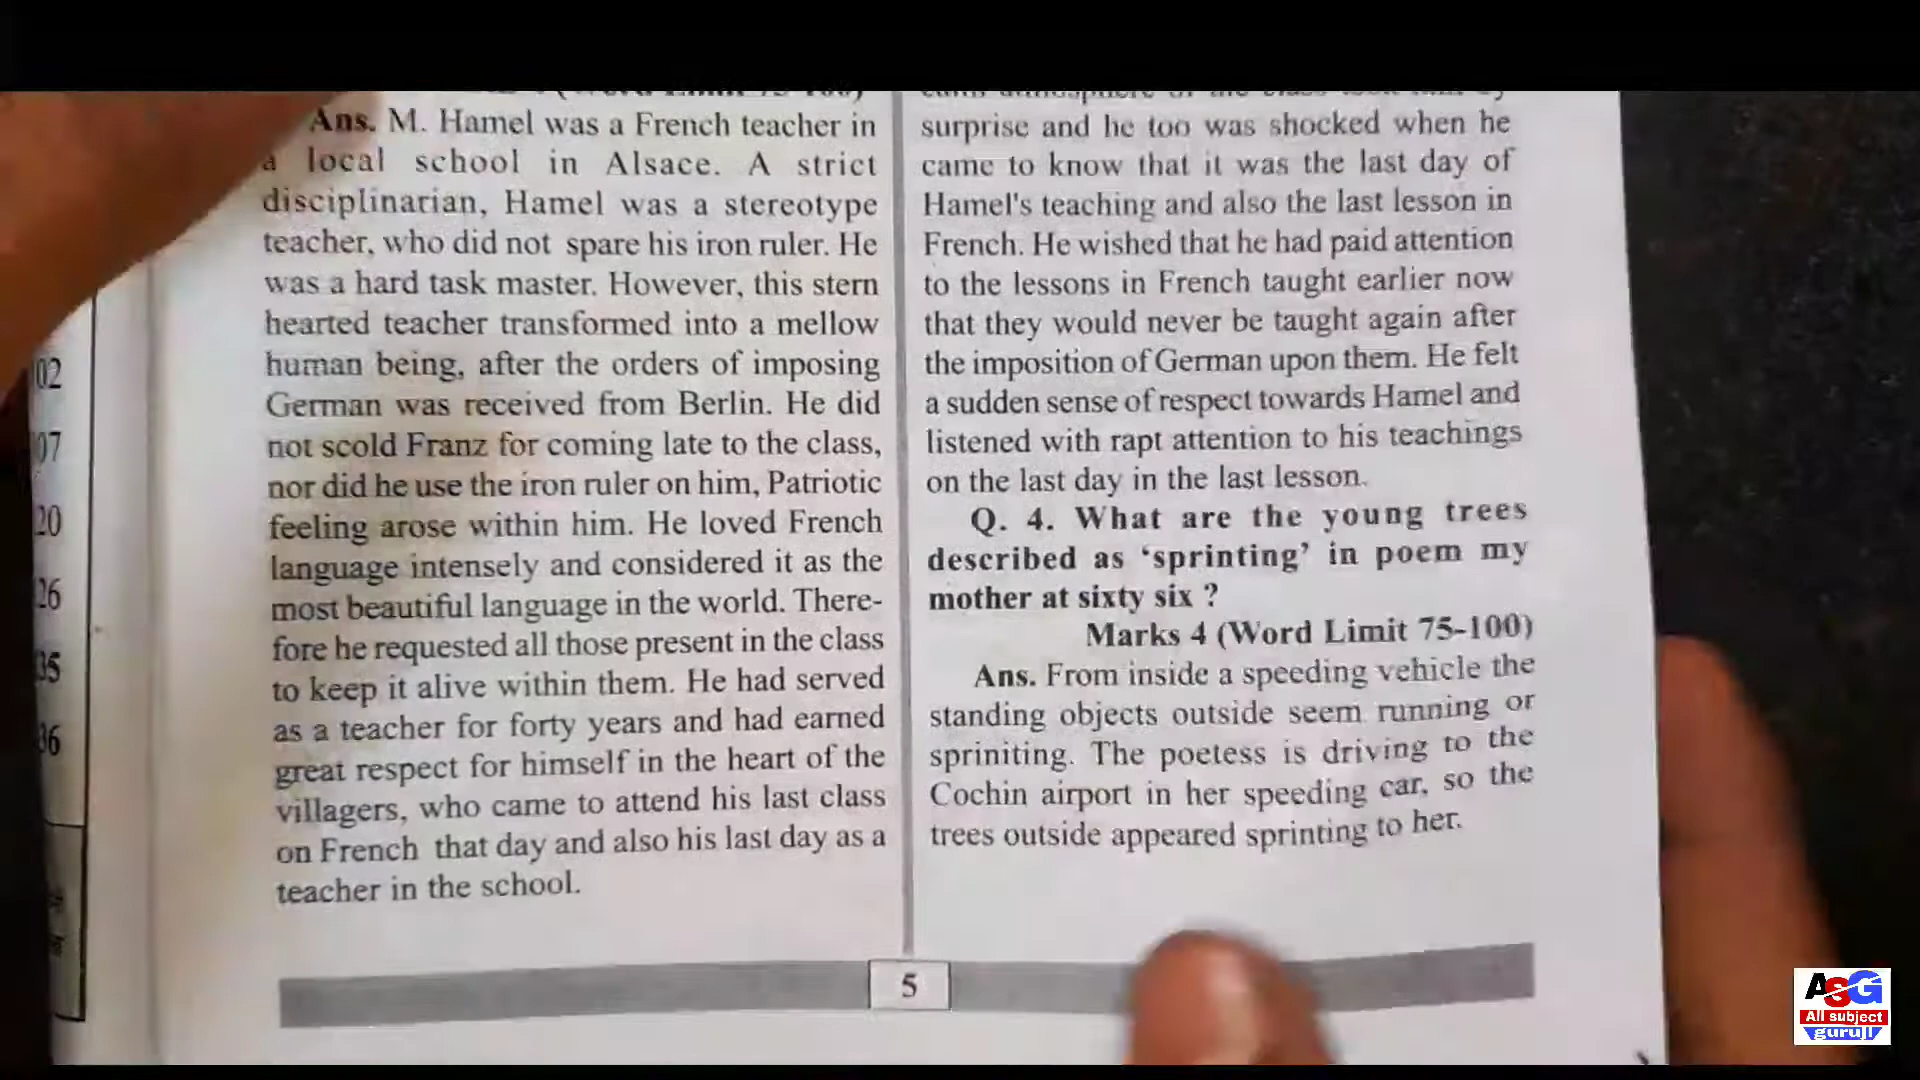 Ans. M. Hamel was a French teacher in
a local school in Alsace. A strict
disciplinarian, Hamel was a stereotype
teacher, who did not spare his iron ruler. He
was a hard task master. However, this stern
hearted teacher transformed into a mellow
human being, after the orders of imposing
German was received from Berlin. He did
not scold Franz for coming late to the class,
nor did he use the iron ruler on him, Patriotic
feeling arose within him. He loved French
language intensely and considered it as the
most beautiful language in the world. There-
fore he requested all those present in the class
to keep it alive within them. He had served
as a teacher for forty years and had earned
great respect for himself in the heart of the
villagers, who came to attend his last class
on French that day and also his last day as a
teacher in the school.
surprise and he too was shocked when he
came to know that it was the last day of
Hamel's teaching and also the last lesson in
French. He wished that he had paid attention
to the lessons in French taught earlier now
that they would never be taught again after
the imposition of German upon them. He felt
a sudden sense of respect towards Hamel and
listened with rapt attention to his teachings
on the last day in the last lesson.
Q. 4. What are the young trees
described as ‘sprinting’ in poem my
mother at sixty six ?
Marks 4 (Word Limit 75-100)
Ans. From inside a speeding vehicle the
standing objects outside seem running or
spriniting. The poetess is driving to the
Cochin airport in her speeding car, so the
trees outside appeared sprinting to her.
5
02
07
20
26
35
36
ASG
All subject
guruji